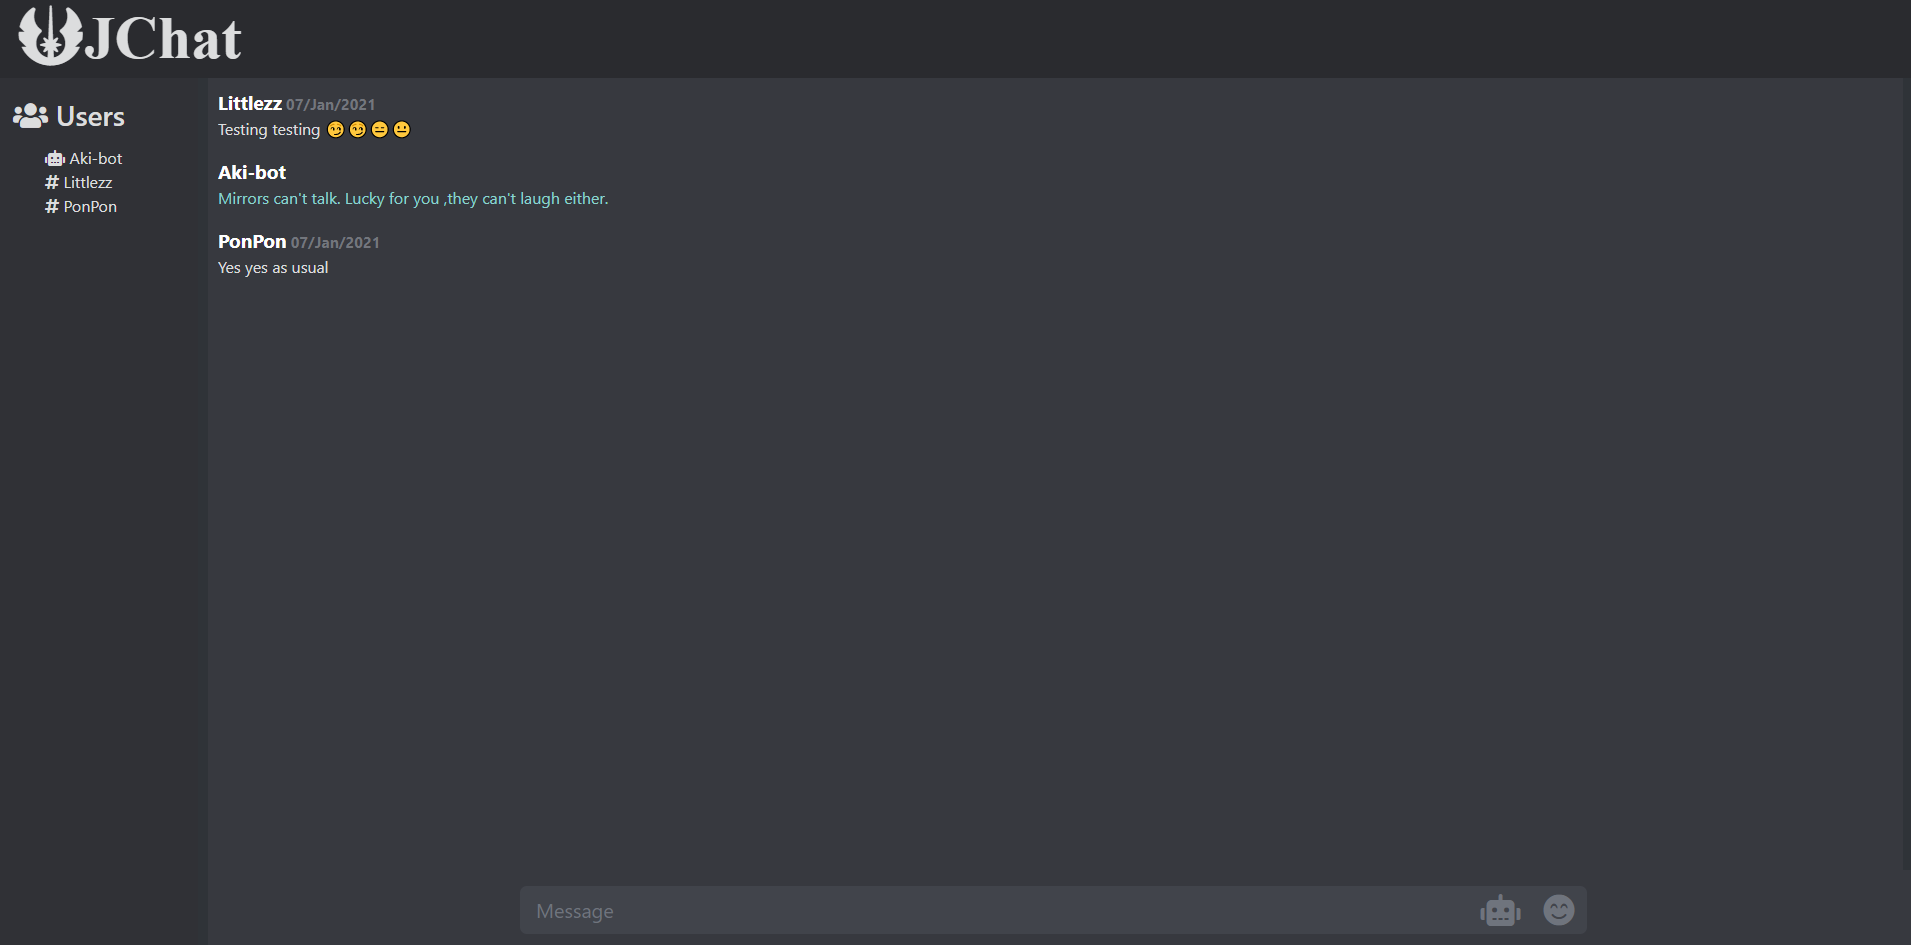 JChat
Users
Aki-bot
# Littlezz
# PonPon
Littlezz 07/Jan/2021
Testing testing 😏 😏 😑 😐
Aki-bot
Mirrors can't talk. Lucky for you ,they can't laugh either.
PonPon 07/Jan/2021
Yes yes as usual
Message